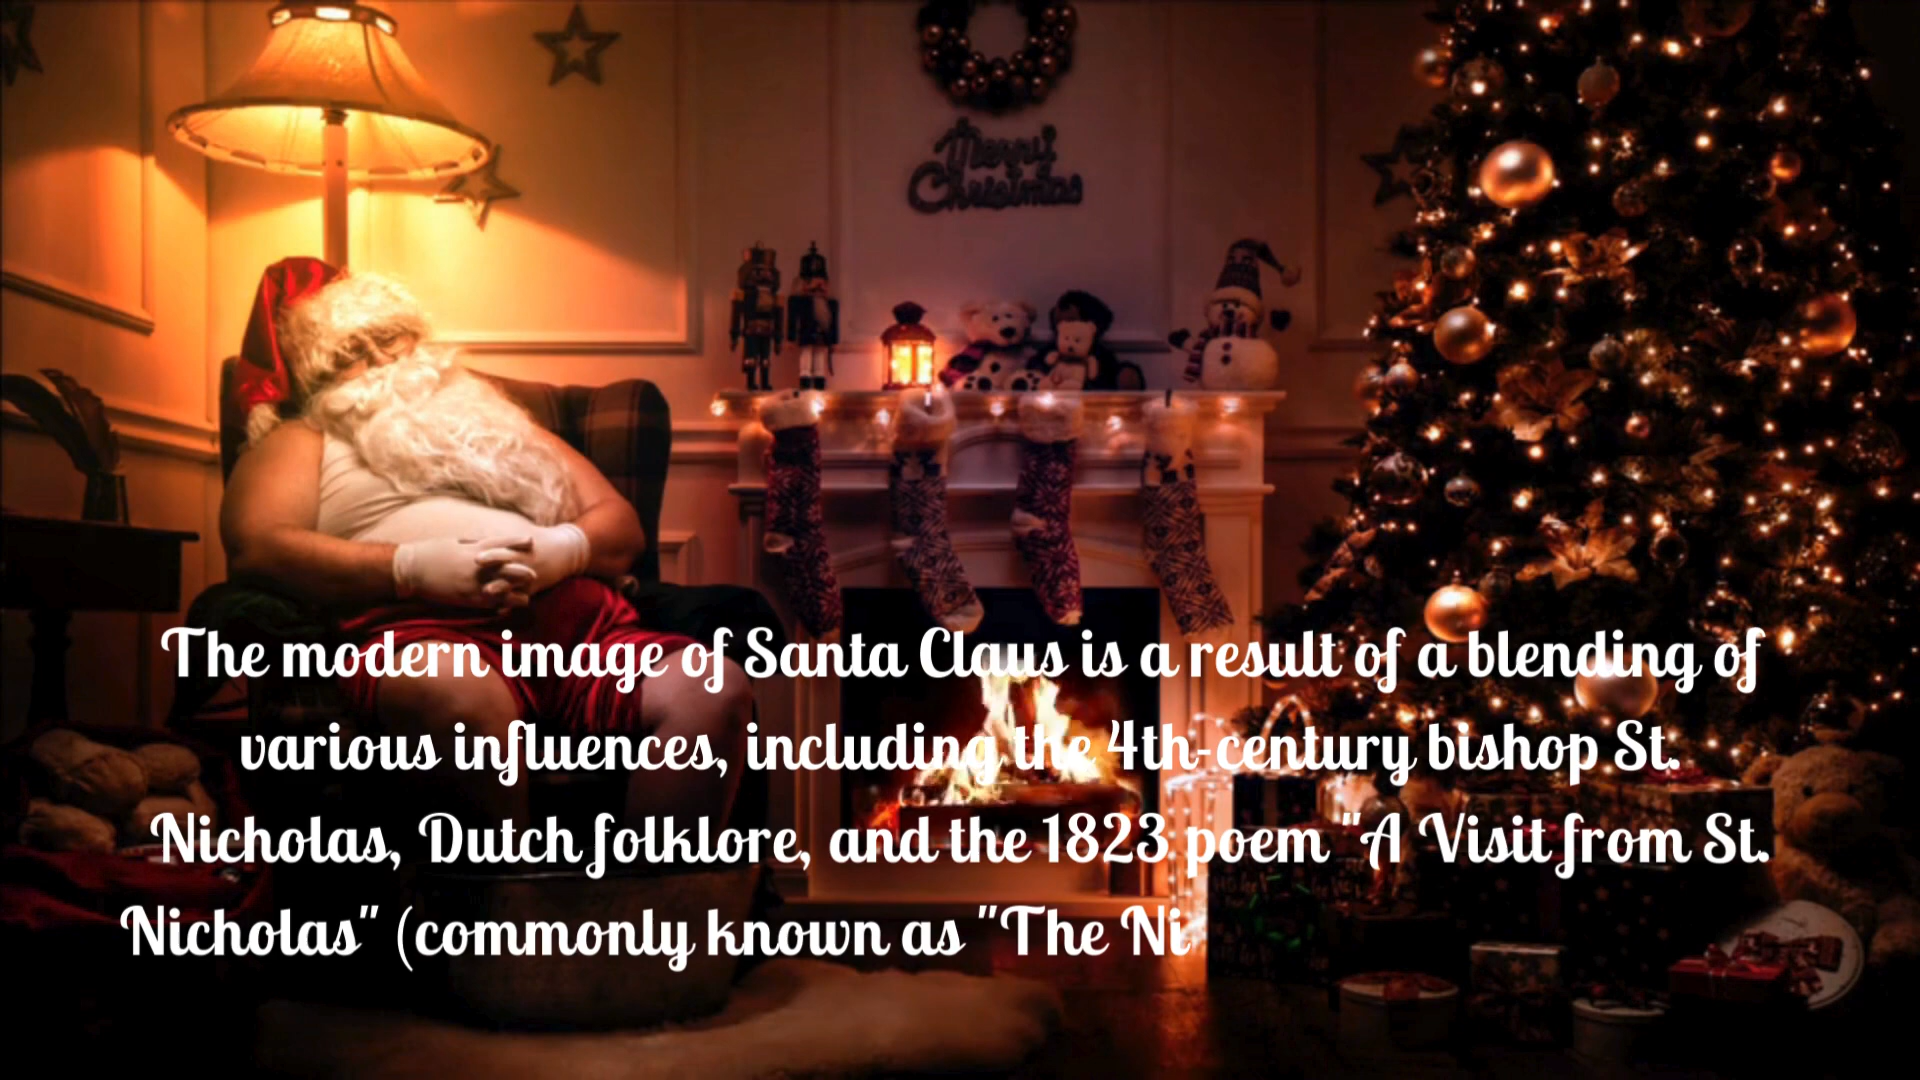 Merry
Christmas
The modern image of Santa Claus is a result of a blending of
various influences, including the 4th-century bishop St.
Nicholas, Dutch folklore, and the 1823 poem "A Visit from St.
Nicholas" (commonly known as "The Ni